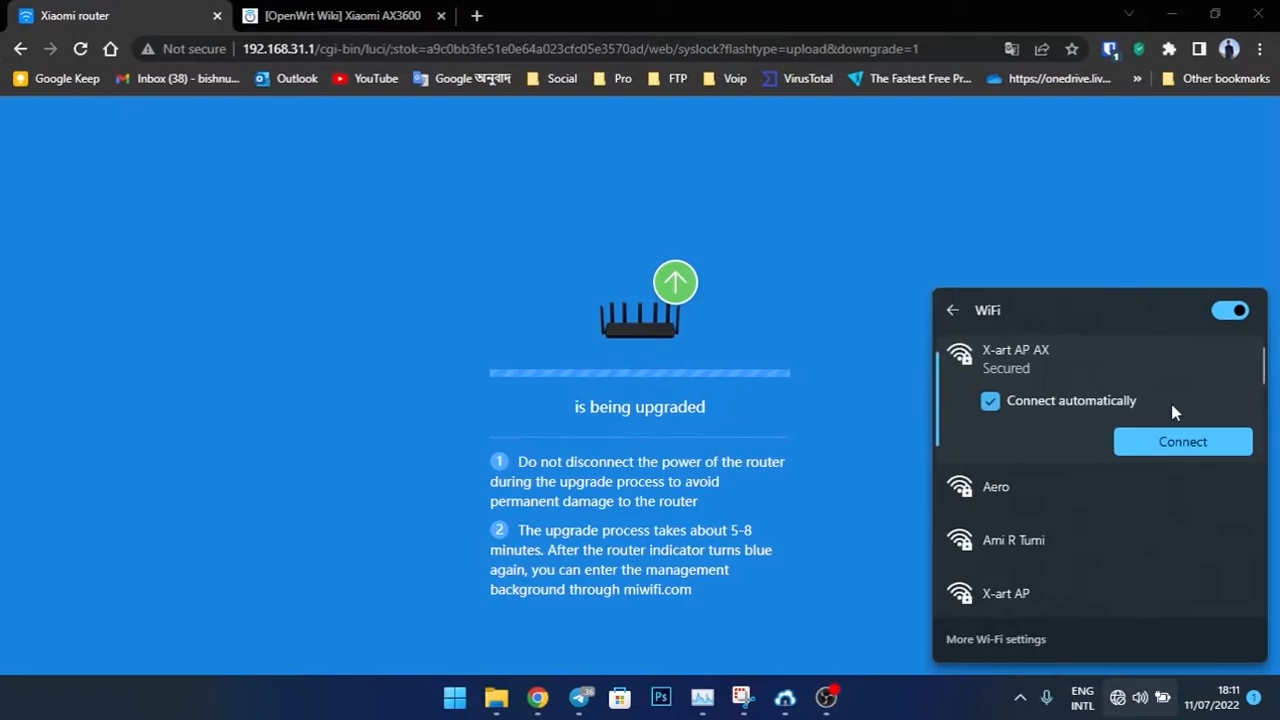 Xiaomi router
[OpenWrt Wiki] Xiaomi AX3600
Not secure
192.168.31.1/cgi-bin/luci/;stok=a9c0bb3fe51e0e64a023cfc05e3570ad/web/syslock?flashtype=upload&downgrade=1
Google Keep
Inbox (38) - bishnu...
Outlook
YouTube
Google অনুবাদ
Social
Pro
FTP
Voip
VirusTotal
The Fastest Free Pr...
https://onedrive.liv...
»
Other bookmarks
is being upgraded
1 Do not disconnect the power of the router
during the upgrade process to avoid
permanent damage to the router
2 The upgrade process takes about 5-8
minutes. After the router indicator turns blue
again, you can enter the management
background through miwifi.com
WiFi
X-art AP AX
Secured
Connect automatically
Connect
Aero
Ami R Tumi
X-art AP
More Wi-Fi settings
36
Ps
ENG
INTL
18:11
11/07/2022
1